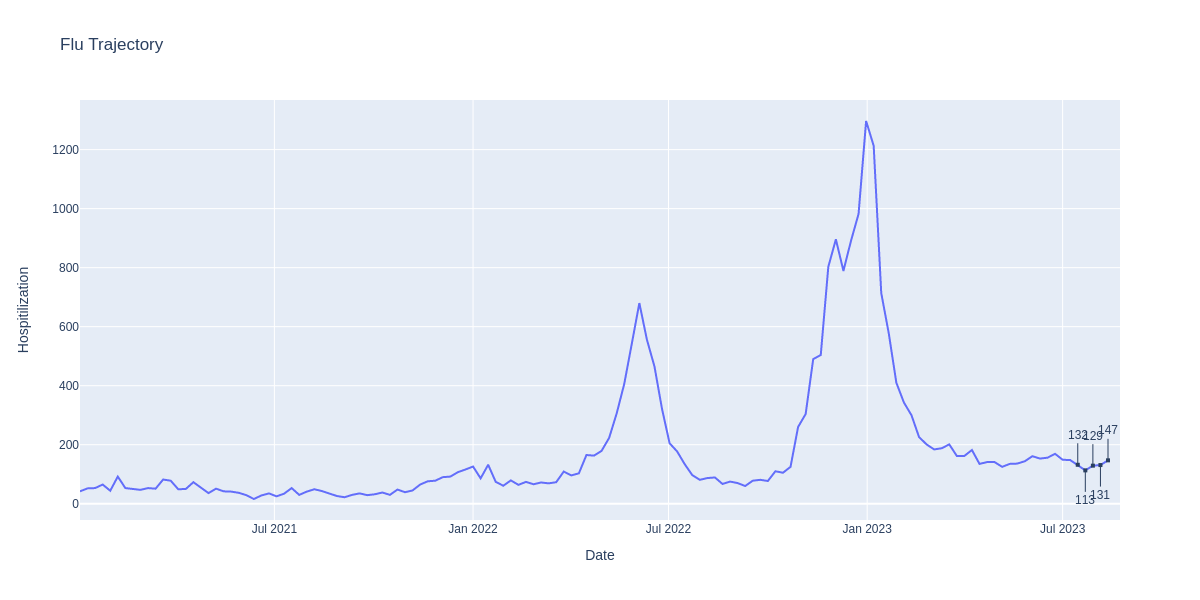 Flu Trajectory
Hospitilization
1200
1000
800
600
400
200
0
132
113
129
131
147
Jul 2021
Jan 2022
Jul 2022
Jan 2023
Jul 2023
Date